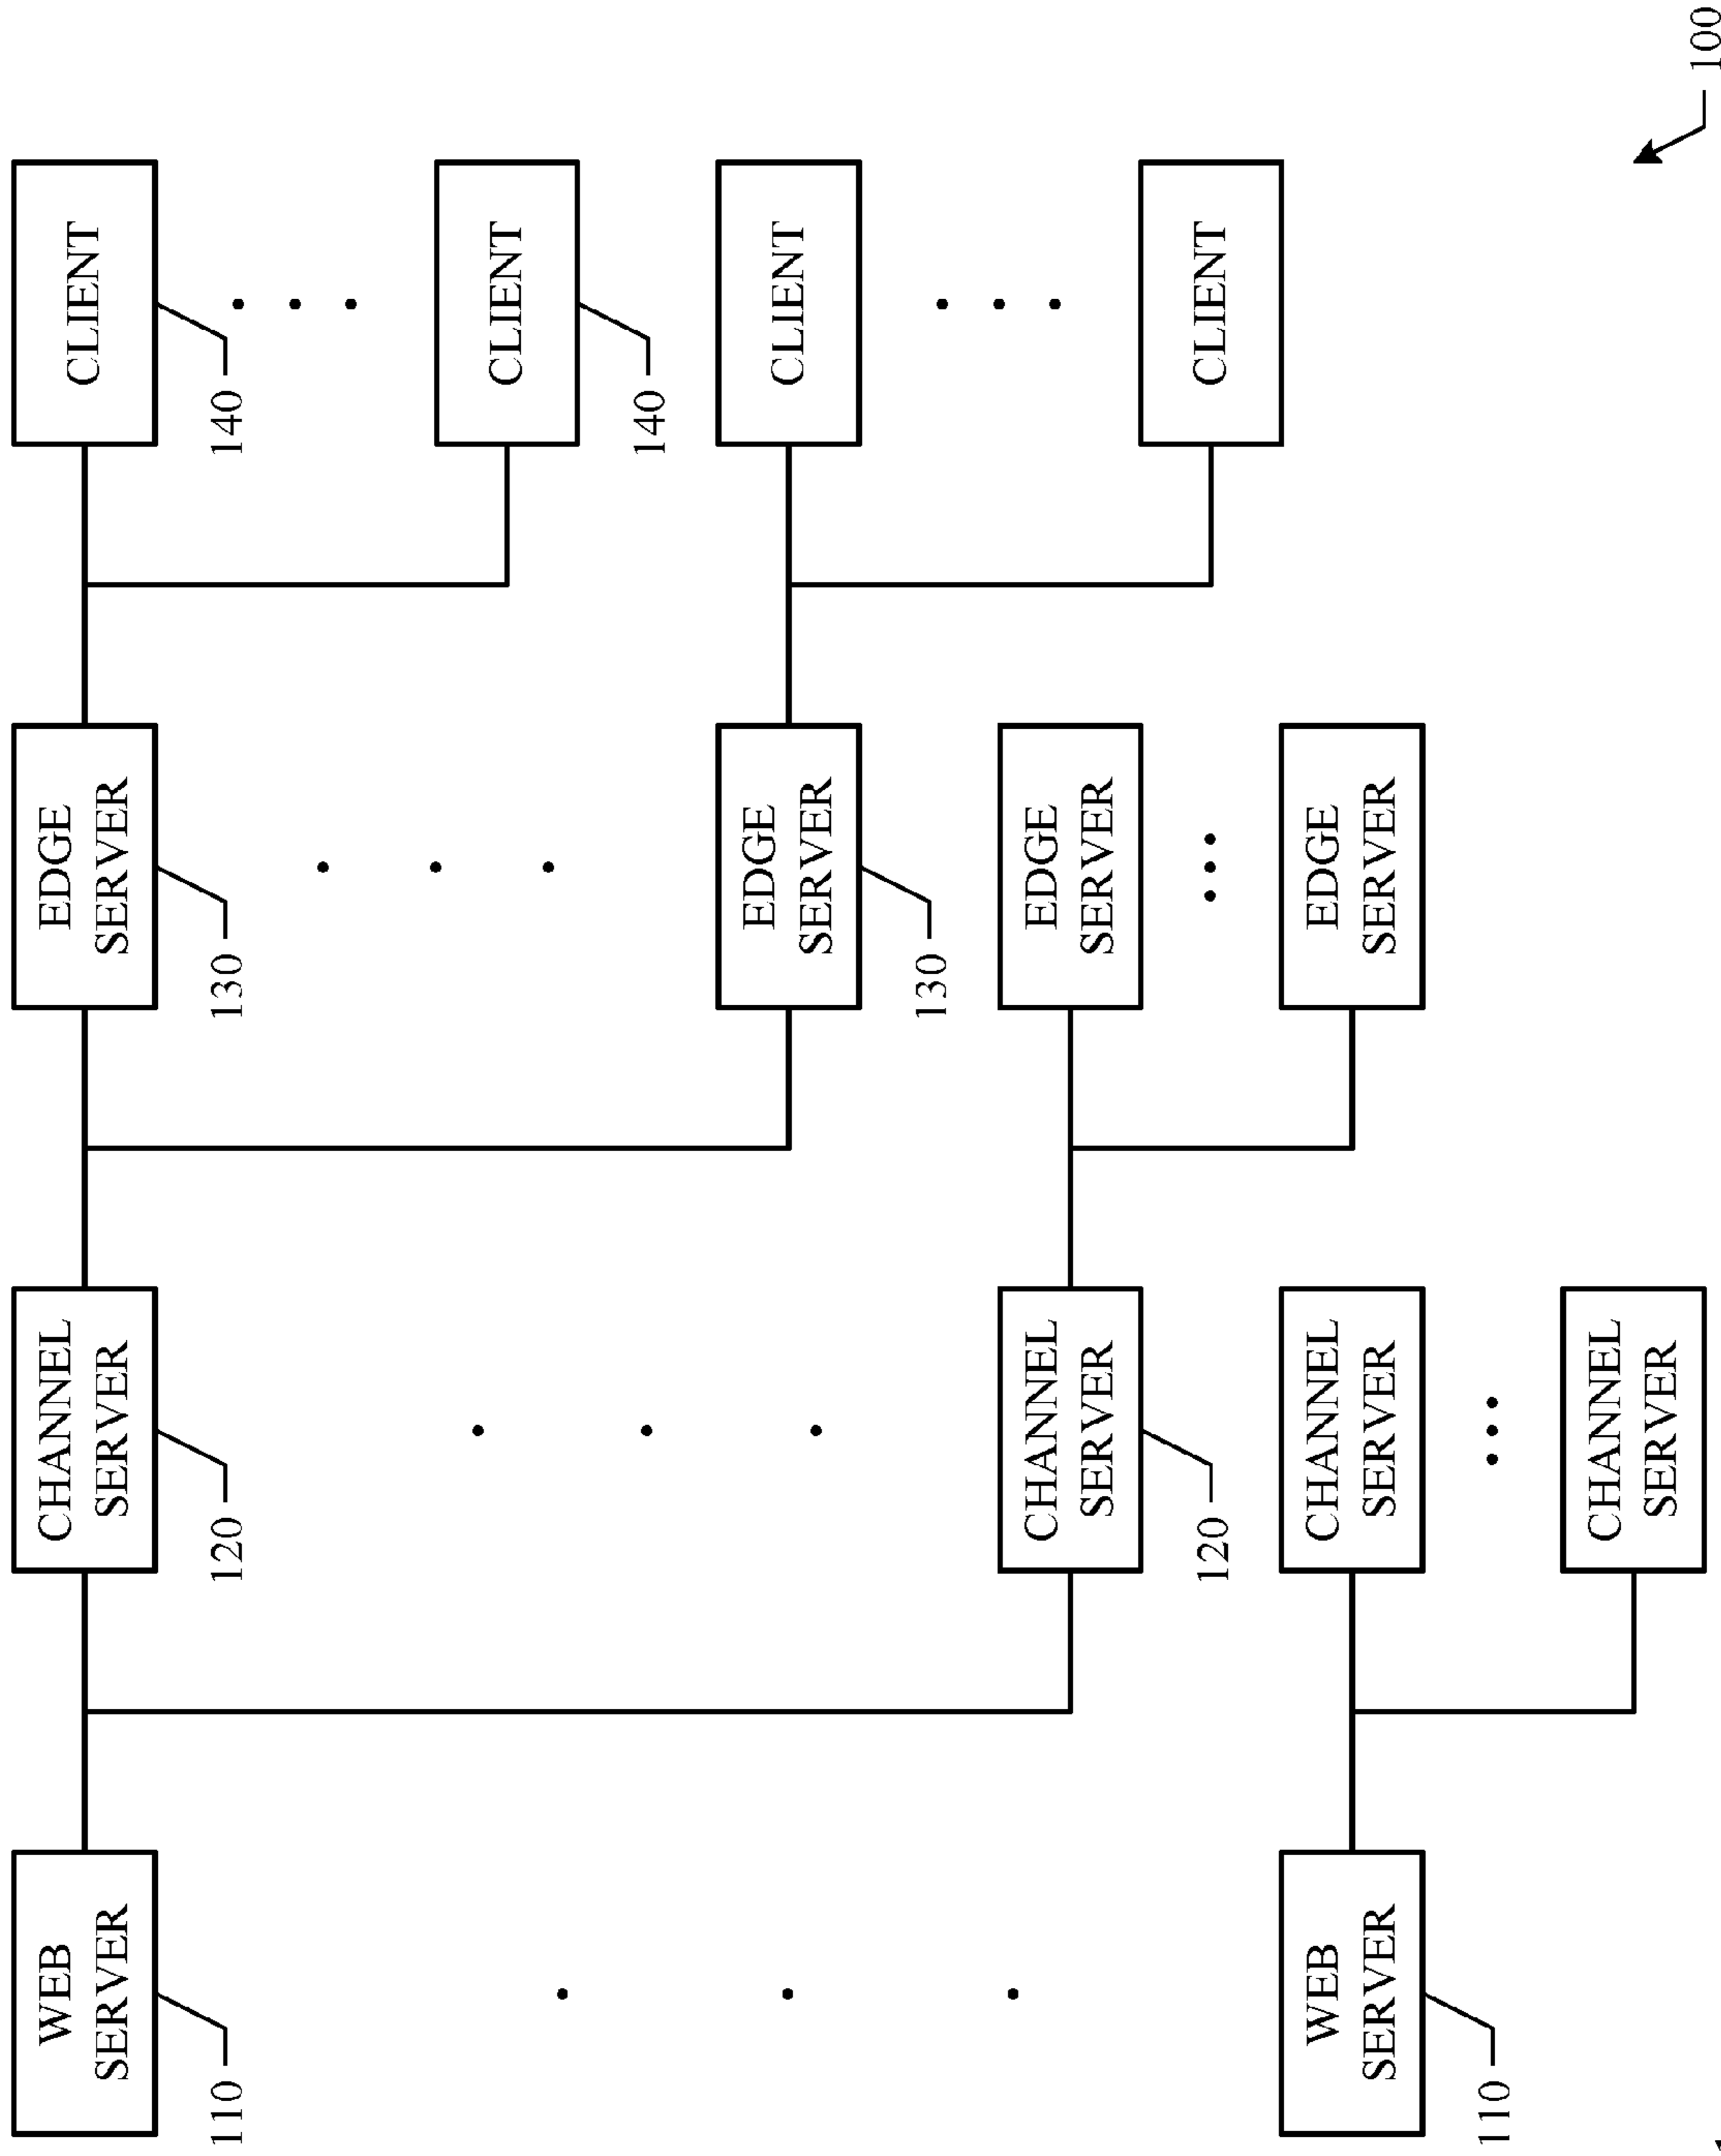 WEB
SERVER
CHANNEL
SERVER
EDGE
SERVER
CLIENT
110
120
130
140
CLIENT
140
EDGE
SERVER
CLIENT
130
CHANNEL
SERVER
EDGE
SERVER
120
CLIENT
WEB
SERVER
CHANNEL
SERVER
EDGE
SERVER
110
CHANNEL
SERVER
100